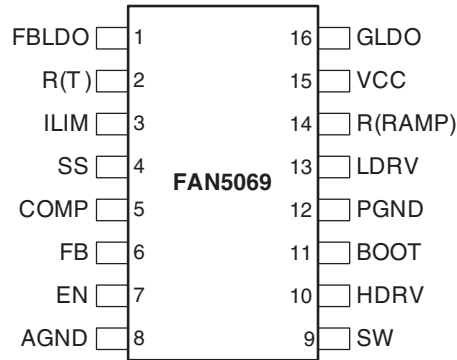 FBLDO 1 16 GLDO
R(T) 2 15 VCC
ILIM 3 14 R(RAMP)
SS 4 13 LDRV
FAN5069
COMP 5 12 PGND
FB 6 11 BOOT
EN 7 10 HDRV
AGND 8 9 SW